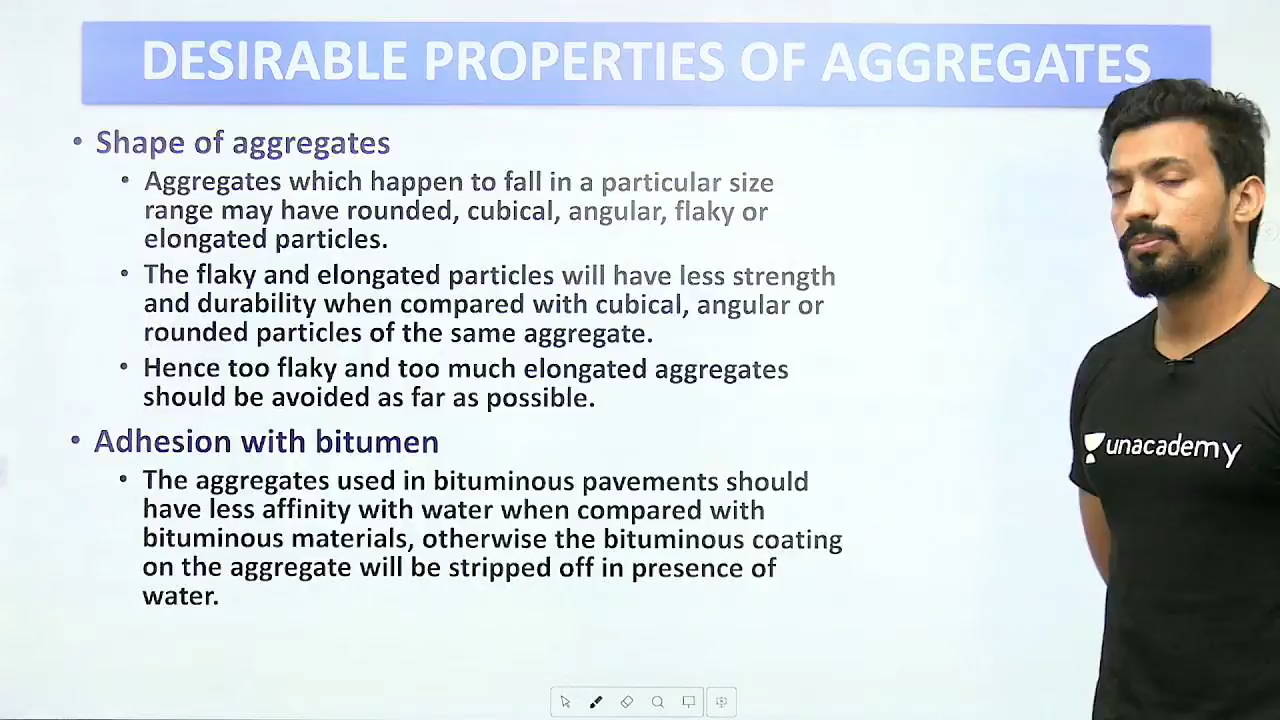 DESIRABLE PROPERTIES OF AGGREGATES
• Shape of aggregates
• Aggregates which happen to fall in a particular size
range may have rounded, cubical, angular, flaky or
elongated particles.
• The flaky and elongated particles will have less strength
and durability when compared with cubical, angular or
rounded particles of the same aggregate.
• Hence too flaky and too much elongated aggregates
should be avoided as far as possible.
• Adhesion with bitumen
• The aggregates used in bituminous pavements should
have less affinity with water when compared with
bituminous materials, otherwise the bituminous coating
on the aggregate will be stripped off in presence of
water.
unacademy